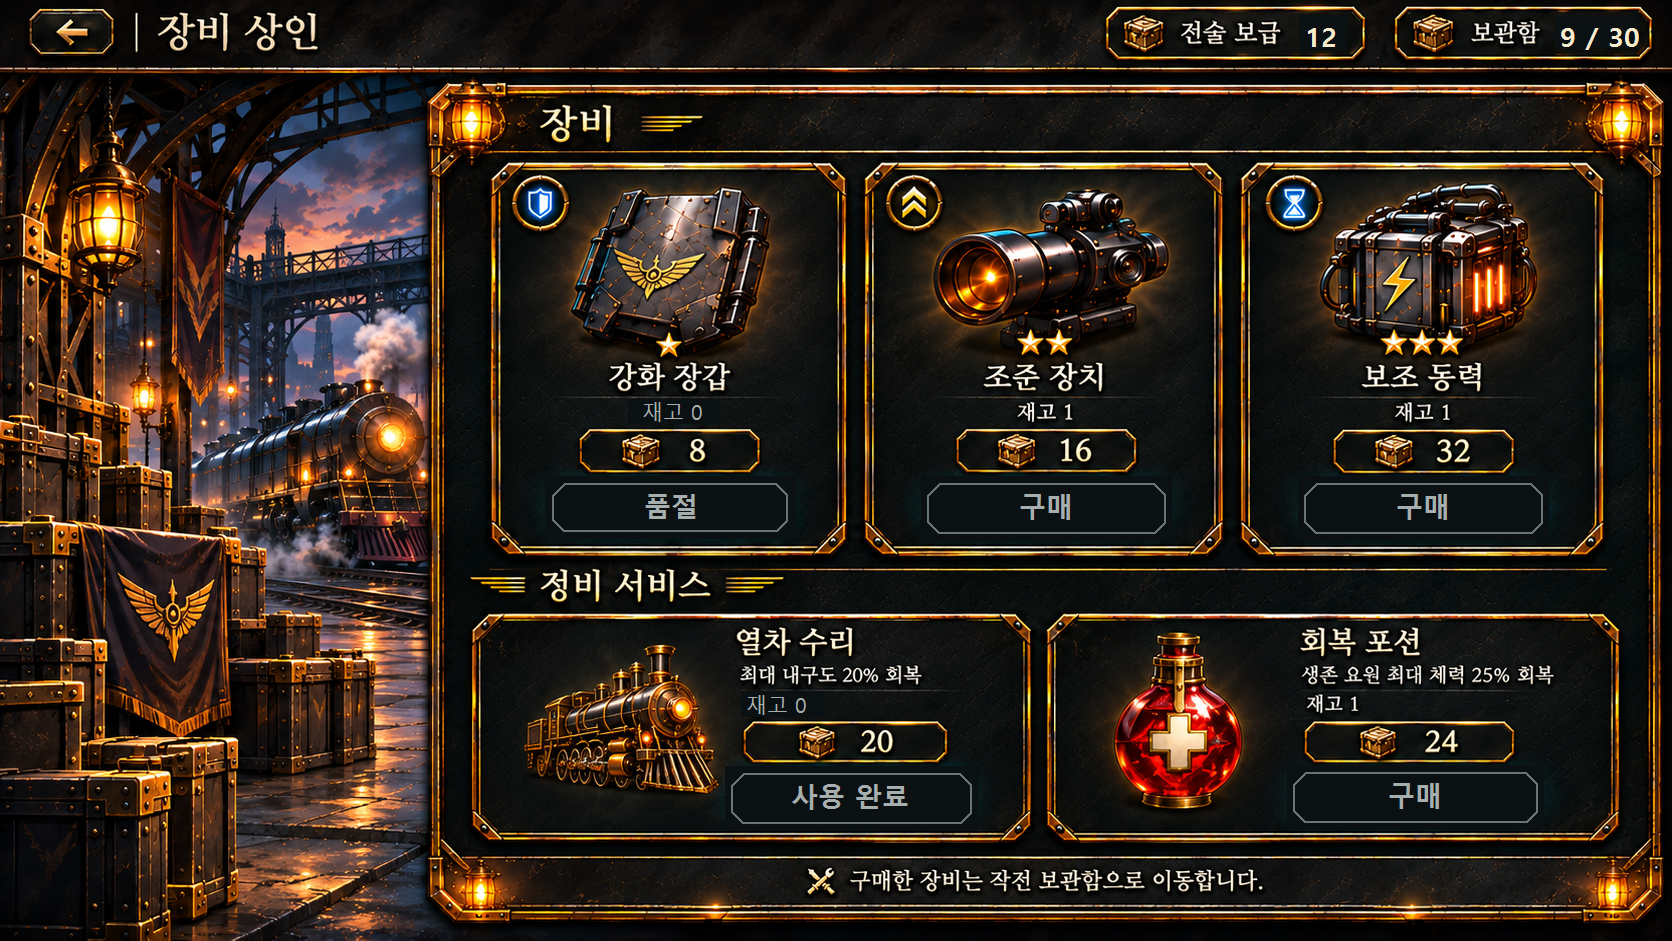 장비 상인
전술 보급 12
보관함 9 / 30
장비
강화 장갑
재고 0
8
품절
조준 장치
재고 1
16
구매
보조 동력
재고 1
32
구매
정비 서비스
열차 수리
최대 내구도 20% 회복
재고 0
20
사용 완료
회복 포션
생존 요원 최대 체력 25% 회복
재고 1
24
구매
구매한 장비는 작전 보관함으로 이동합니다.